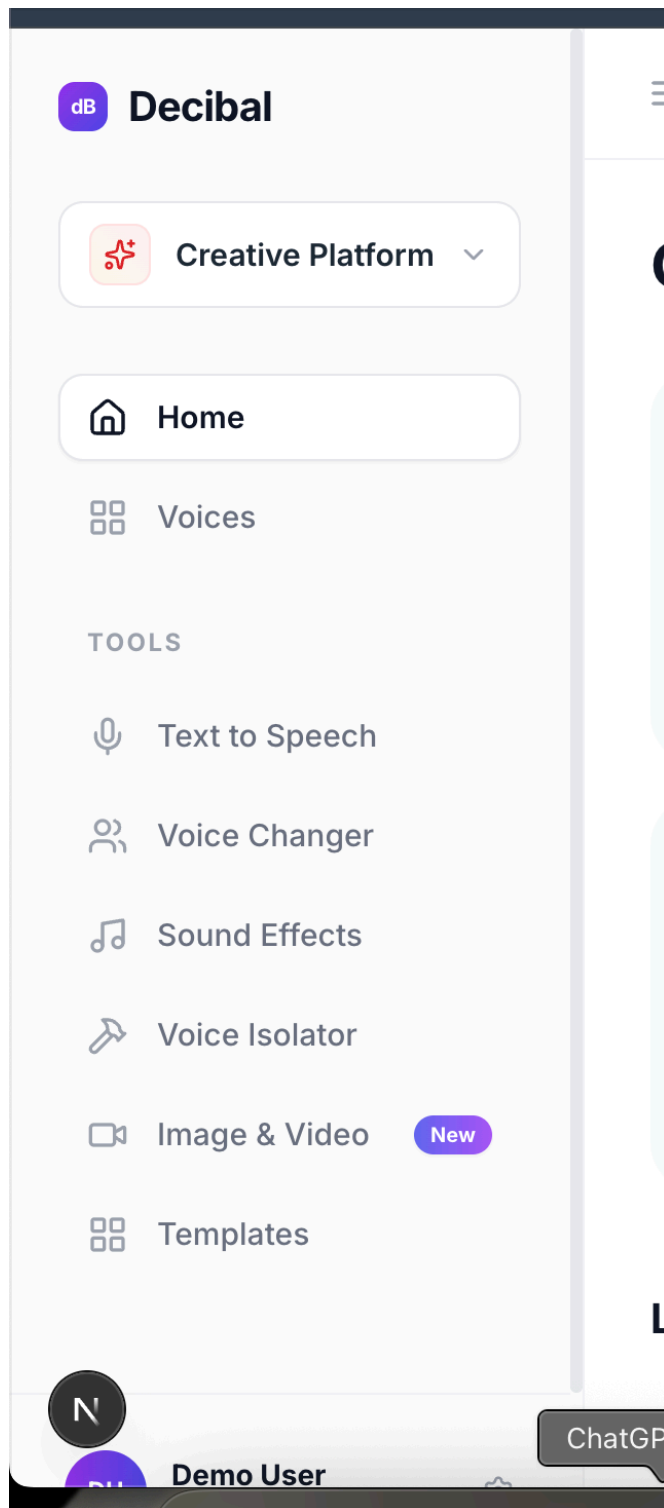 dB Decibal
Creative Platform
Home
Voices
TOOLS
Text to Speech
Voice Changer
Sound Effects
Voice Isolator
Image & Video New
Templates
N
Demo User
ChatGP